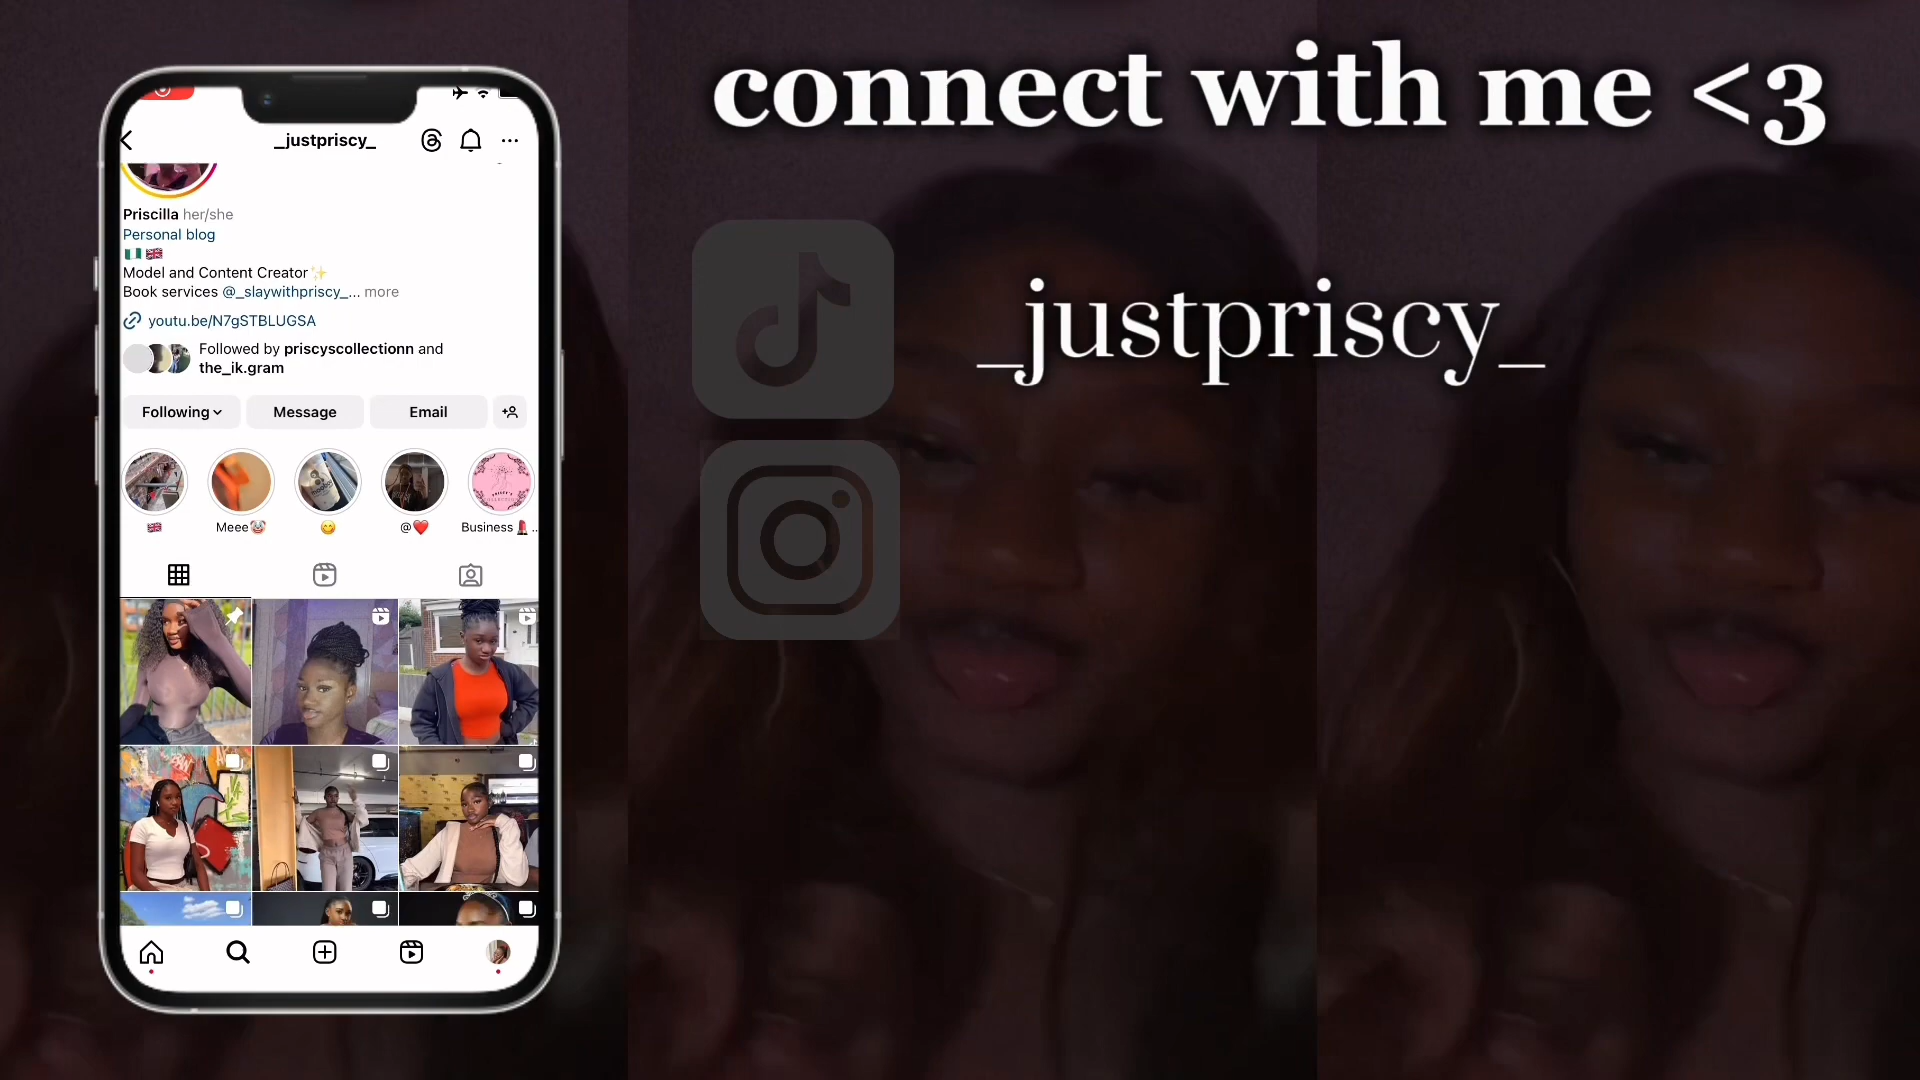 connect with me <3
_justpriscy_
_justpriscy_
Priscilla her/she
Personal blog
🇳🇬🇬🇧
Model and Content Creator✨
Book services @_slaywithpriscy_... more
youtu.be/N7gSTBLUGSA
Followed by priscyscollectionn and
the_ik.gram
Following Message Email
🇬🇧 Meee🤡 😋 @❤️ Business 💄..